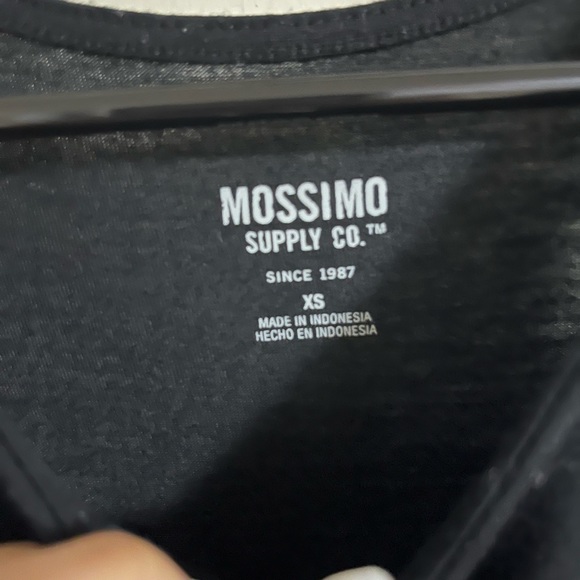 MOSSIMO
SUPPLY CO.™
SINCE 1987
XS
MADE IN INDONESIA
HECHO EN INDONESIA